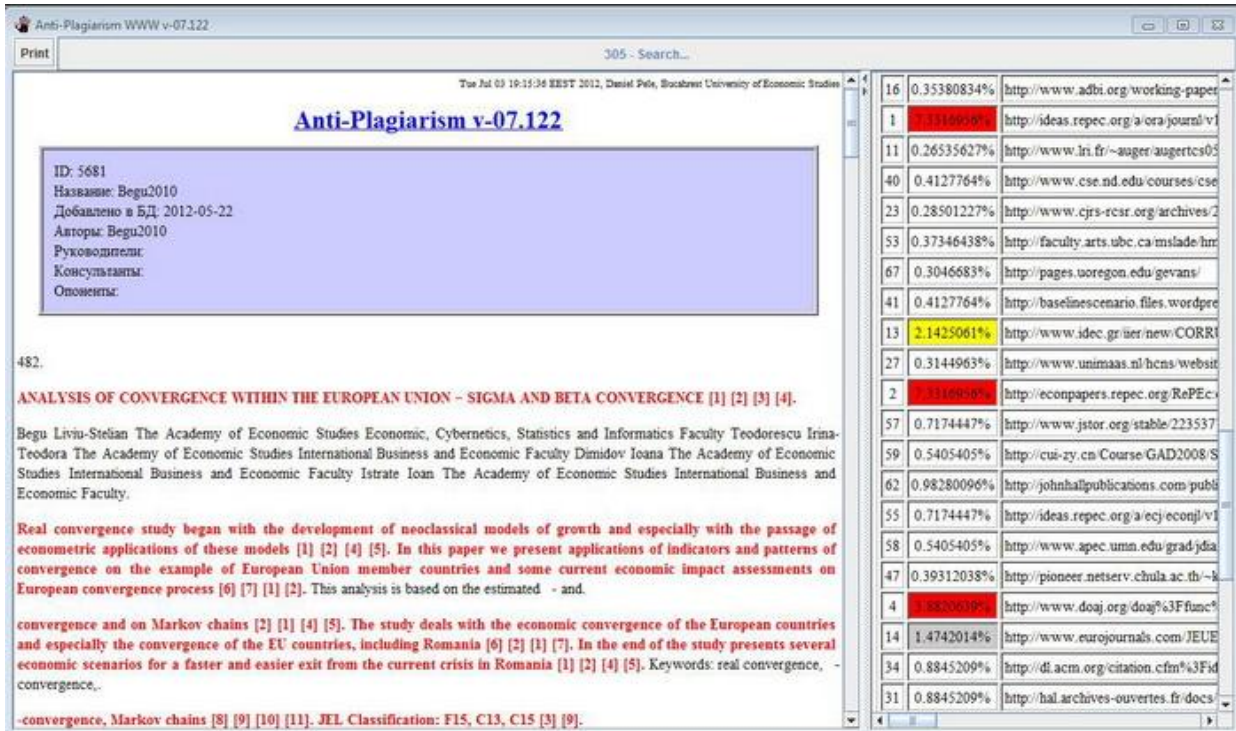 Anti-Plagiarism WWW v-07.122
Print
305 - Search...
Tue Jul 03 19:15:36 EEST 2012, Daniel Pele, Bucahrest University of Economic Studies
Anti-Plagiarism v-07.122
ID: 5681
Название: Begu2010
Добавлено в БД: 2012-05-22
Авторы: Begu2010
Руководители:
Консультанты:
Опоненты:
482.
ANALYSIS OF CONVERGENCE WITHIN THE EUROPEAN UNION – SIGMA AND BETA CONVERGENCE [1] [2] [3] [4].
Begu Liviu-Stelian The Academy of Economic Studies Economic, Cybernetics, Statistics and Informatics Faculty Teodorescu Irina-
Teodora The Academy of Economic Studies International Business and Economic Faculty Dimidov Ioana The Academy of Economic
Studies International Business and Economic Faculty Istrate Ioan The Academy of Economic Studies International Business and
Economic Faculty.
Real convergence study began with the development of neoclassical models of growth and especially with the passage of
econometric applications of these models [1] [2] [4] [5]. In this paper we present applications of indicators and patterns of
convergence on the example of European Union member countries and some current economic impact assessments on
European convergence process [6] [7] [1] [2]. This analysis is based on the estimated - and.
convergence and on Markov chains [2] [1] [4] [5]. The study deals with the economic convergence of the European countries
and especially the convergence of the EU countries, including Romania [6] [2] [1] [7]. In the end of the study presents several
economic scenarios for a faster and easier exit from the current crisis in Romania [1] [2] [4] [5]. Keywords: real convergence, -
convergence,.
-convergence, Markov chains [8] [9] [10] [11]. JEL Classification: F15, C13, C15 [3] [9].
16 0.35380834% http://www.adbi.org/working-paper
1 7.3316956% http://ideas.repec.org/a/ora/journl/v1
11 0.26535627% http://www.lri.fr/~auger/augertcs05
40 0.4127764% http://www.cse.nd.edu/courses/cse
23 0.28501227% http://www.cjrs-rcsr.org/archives/2
53 0.37346438% http://faculty.arts.ubc.ca/mslade/hm
67 0.3046683% http://pages.uoregon.edu/gevans/
41 0.4127764% http://baselinescenario.files.wordpre
13 2.1425061% http://www.idec.gr/iier/new/CORRU
27 0.3144963% http://www.unimaas.nl/hcns/websit
2 7.3316956% http://econpapers.repec.org/RePEc:
57 0.7174447% http://www.jstor.org/stable/223537
59 0.5405405% http://cui-zy.cn/Course/GAD2008/S
62 0.98280096% http://johnhallpublications.com/publi
55 0.7174447% http://ideas.repec.org/a/ecj/econjl/v1
58 0.5405405% http://www.apec.umn.edu/grad/jdia
47 0.39312038% http://pioneer.netserv.chula.ac.th/~k
4 http://www.doaj.org/doaj%3Ffunc%
14 1.4742014% http://www.eurojournals.com/JEUE
34 0.8845209% http://dl.acm.org/citation.cfm%3Fid
31 0.8845209% http://hal.archives-ouvertes.fr/docs/